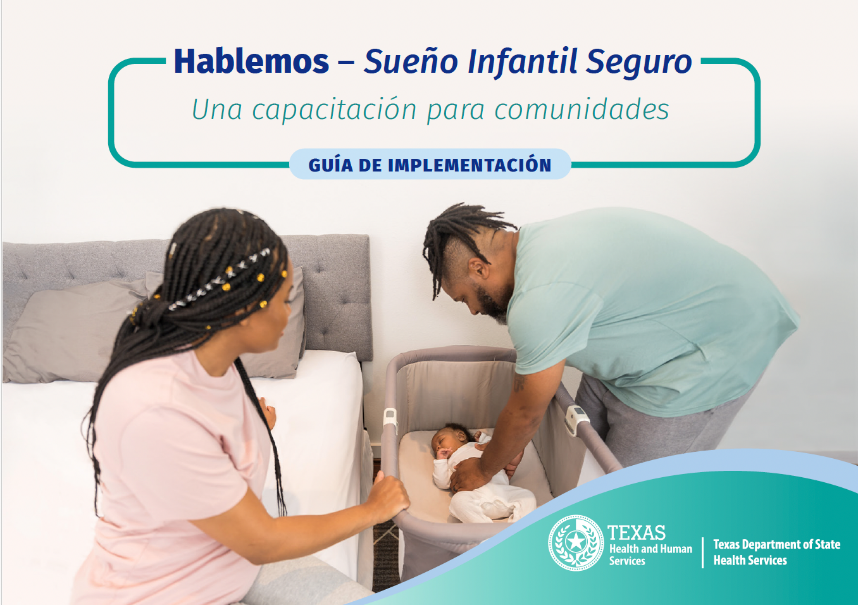 Hablemos – Sueño Infantil Seguro
Una capacitación para comunidades
GUÍA DE IMPLEMENTACIÓN
TEXAS
Health and Human
Services
Texas Department of State
Health Services